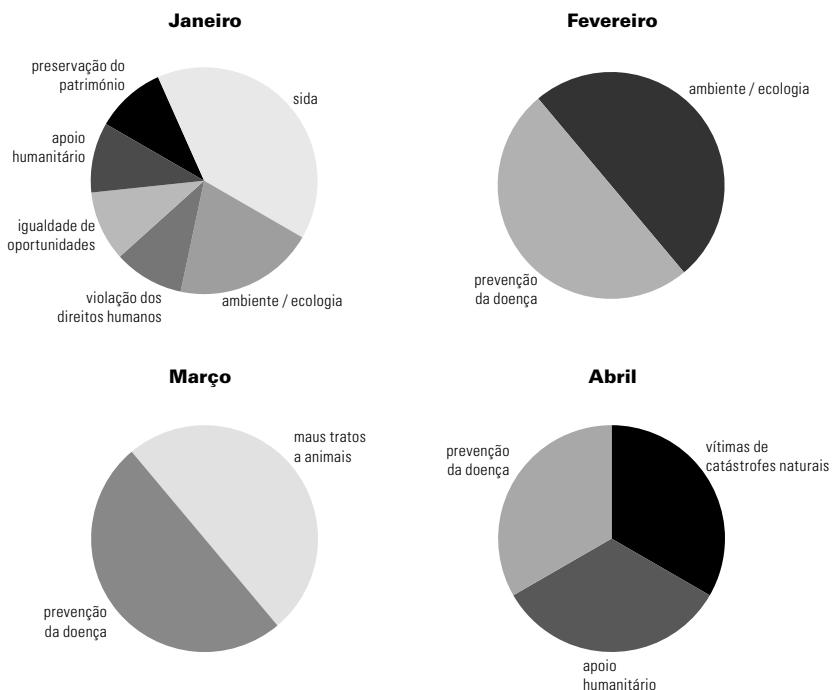 Janeiro
preservação do
património
sida
apoio
humanitário
igualdade de
oportunidades
violação dos
direitos humanos
ambiente / ecologia
Fevereiro
ambiente / ecologia
prevenção
da doença
Março
maus tratos
a animais
prevenção
da doença
Abril
prevenção
da doença
vítimas de
catástrofes naturais
apoio
humanitário